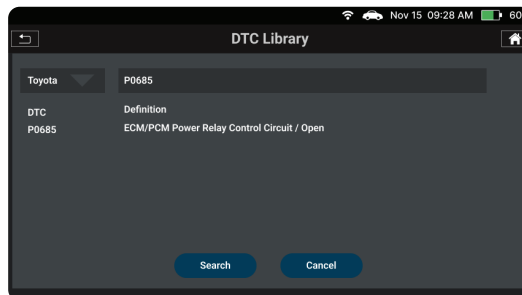 Nov 15 09:28 AM 60
DTC Library
Toyota P0685
DTC Definition
P0685 ECM/PCM Power Relay Control Circuit / Open
Search Cancel